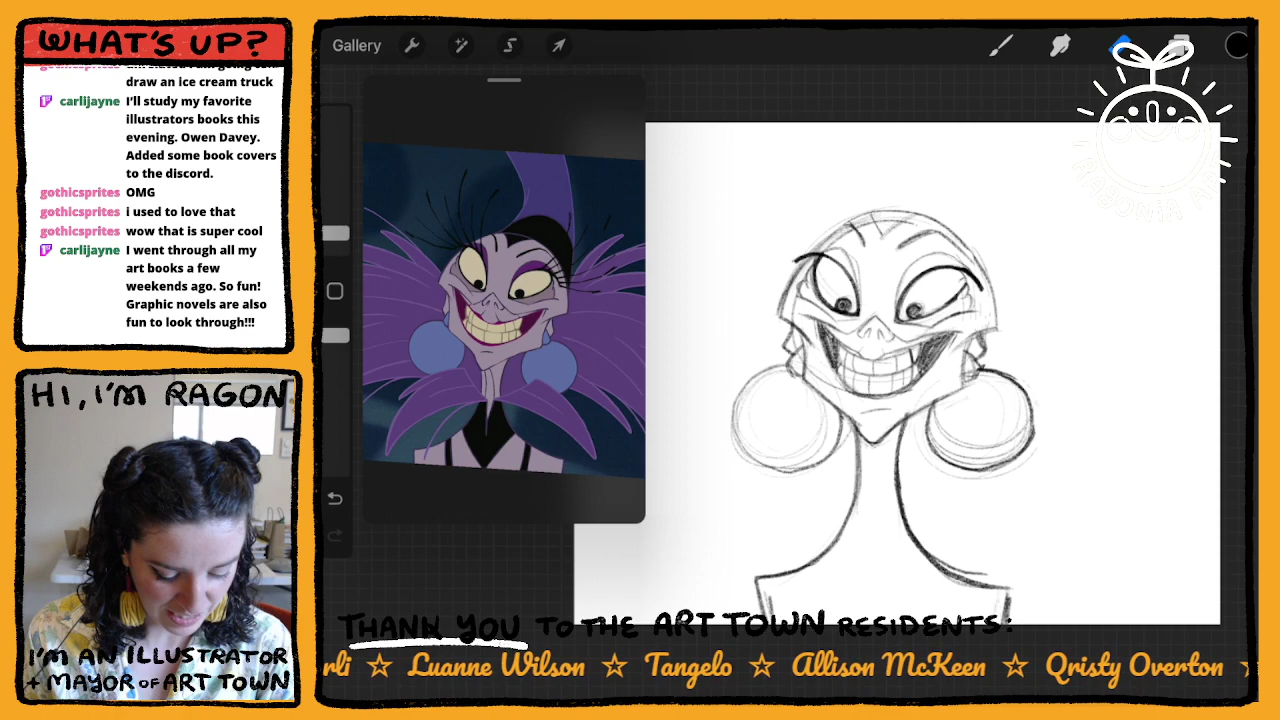 WHAT'S UP?
draw an ice cream truck
carlijayne I'll study my favorite
illustrators books this
evening. Owen Davey.
Added some book covers
to the discord.
gothicsprites OMG
gothicsprites i used to love that
gothicsprites wow that is super cool
carlijayne I went through all my
art books a few
weekends ago. So fun!
Graphic novels are also
fun to look through!!!
HI, I'M RAGON
I'M AN ILLUSTRATOR
+ MAYOR OF ART TOWN
Gallery
THANK YOU TO THE ART TOWN RESIDENTS:
rli ☆ Luanne Wilson ☆ Tangelo ☆ Allison McKeen ☆ Qristy Overton